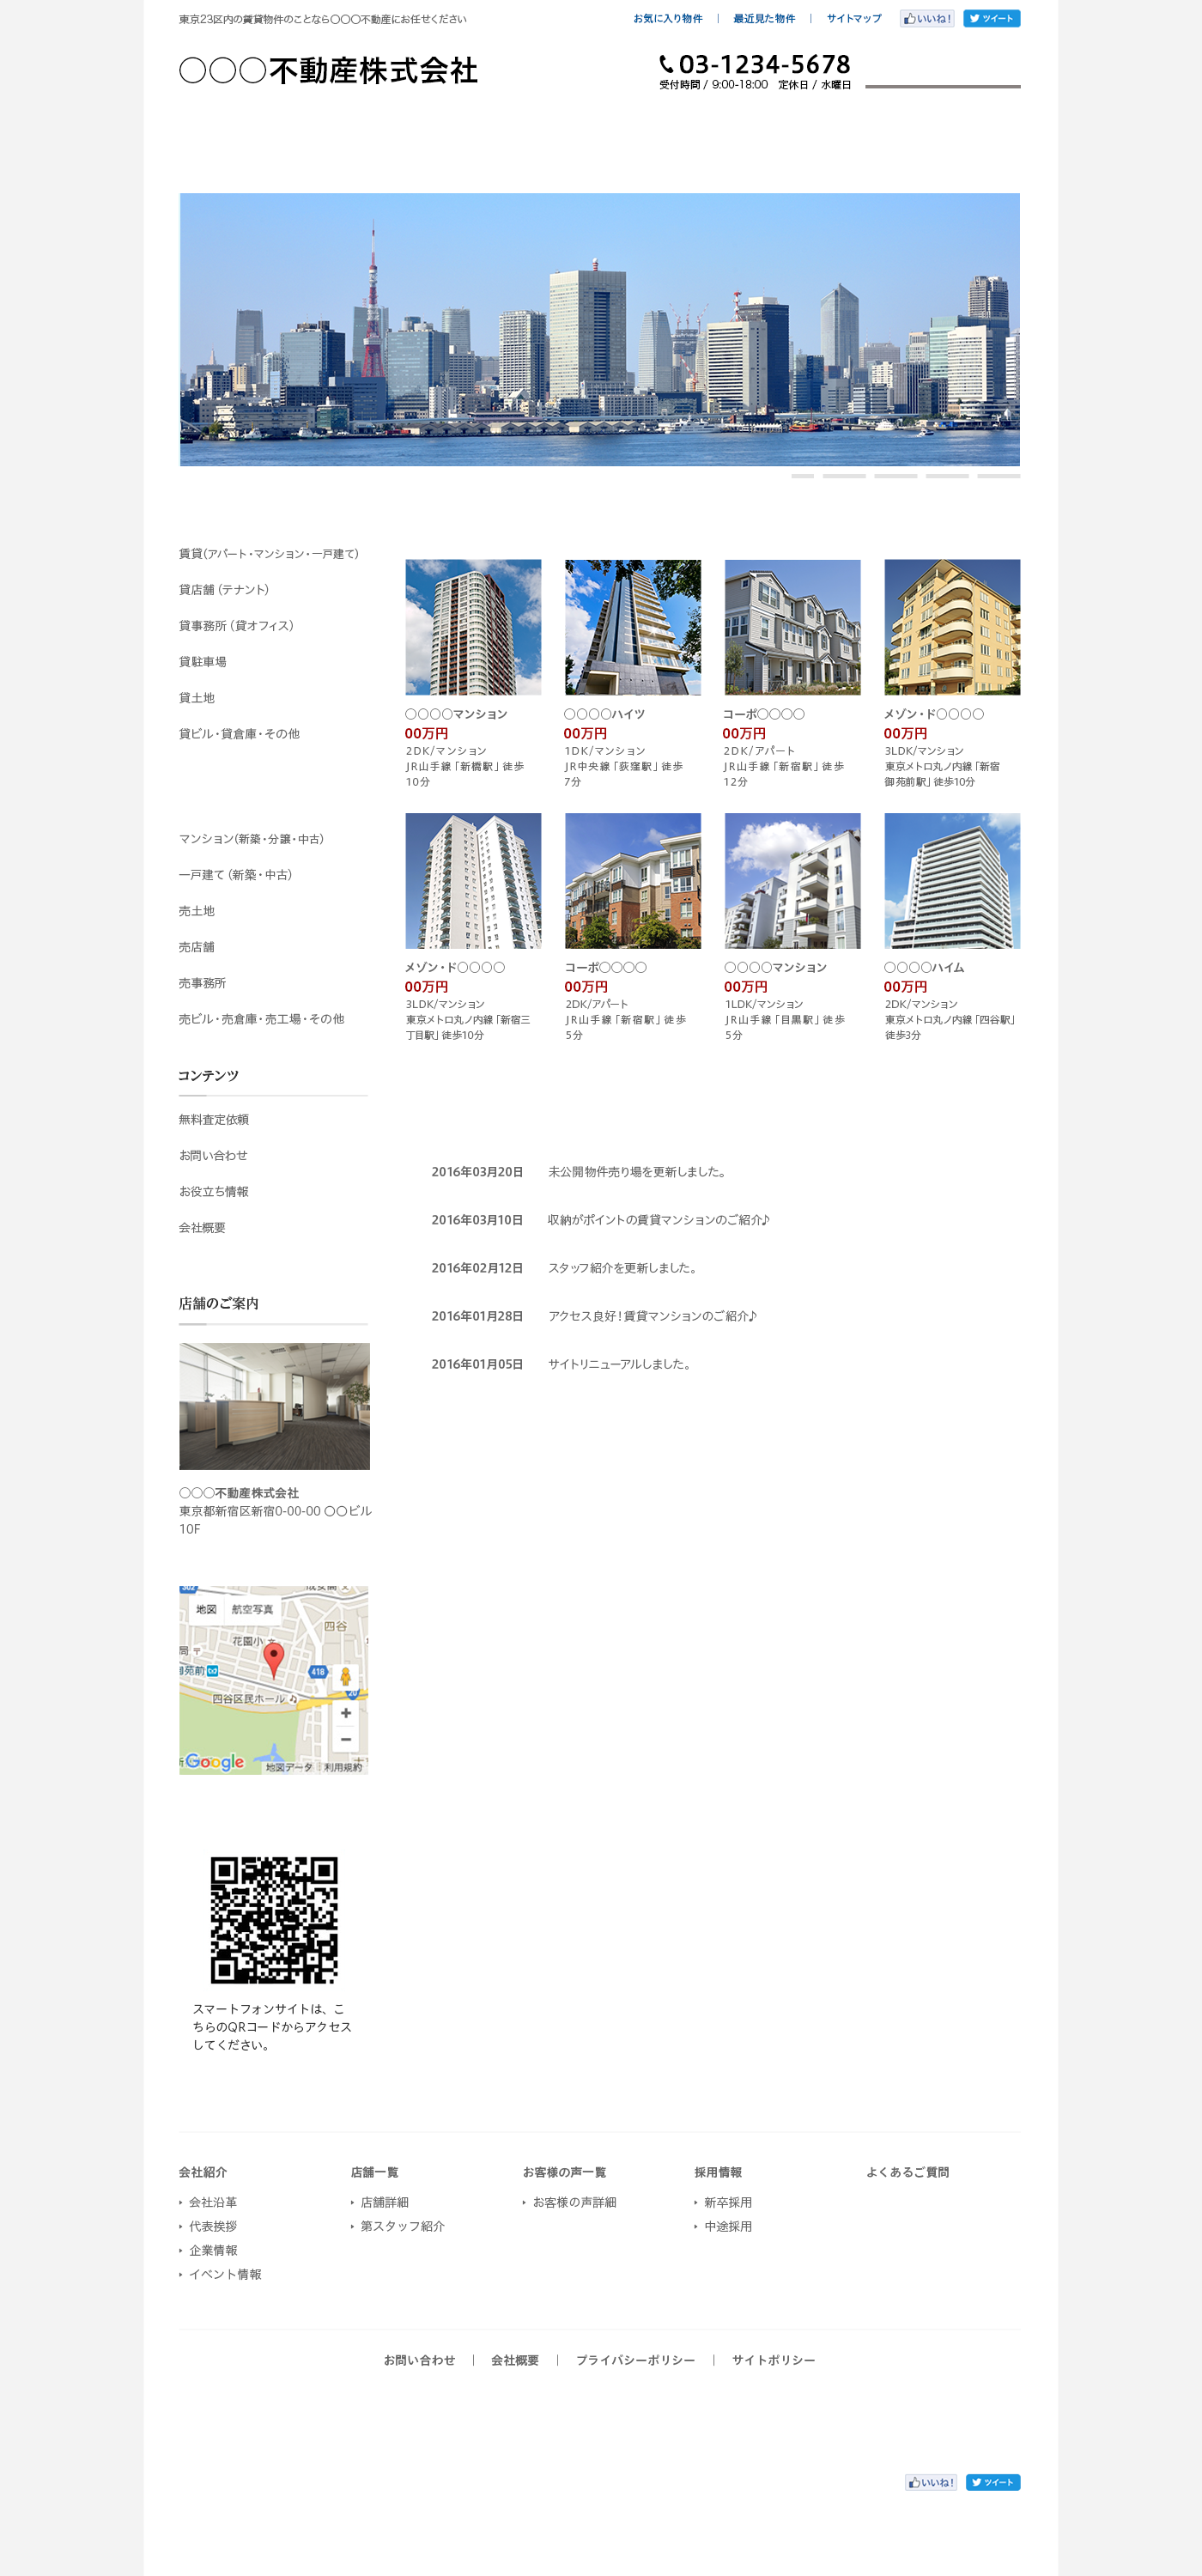 東京23区内の賃貸物件のことなら〇〇〇不動産にお任せください
お気に入り物件 | 最近見た物件 | サイトマップ
いいね!
ツイート
〇〇〇不動産株式会社
03-1234-5678
受付時間 / 9:00-18:00 定休日 / 水曜日
賃貸(アパート・マンション・一戸建て)
貸店舗(テナント)
貸事務所(貸オフィス)
貸駐車場
貸土地
貸ビル・貸倉庫・その他
マンション(新築・分譲・中古)
一戸建て(新築・中古)
売土地
売店舗
売事務所
売ビル・売倉庫・売工場・その他
コンテンツ
無料査定依頼
お問い合わせ
お役立ち情報
会社概要
店舗のご案内
〇〇〇不動産株式会社
東京都新宿区新宿0-00-00 〇〇ビル
10F
地図
航空写真
四谷
花園小 文
局 〒
苑前
418
20
四谷区民ホール
Google
地図データ
利用規約
スマートフォンサイトは、こ
ちらのQRコードからアクセス
してください。
〇〇〇〇マンション
00万円
2DK/マンション
JR山手線「新橋駅」徒歩
10分
〇〇〇〇ハイツ
00万円
1DK/マンション
JR中央線「荻窪駅」徒歩
7分
コーポ〇〇〇〇
00万円
2DK/アパート
JR山手線「新宿駅」徒歩
12分
メゾン・ド〇〇〇〇
00万円
3LDK/マンション
東京メトロ丸ノ内線「新宿
御苑前駅」徒歩10分
メゾン・ド〇〇〇〇
00万円
3LDK/マンション
東京メトロ丸ノ内線「新宿三
丁目駅」徒歩10分
コーポ〇〇〇〇
00万円
2DK/アパート
JR山手線「新宿駅」徒歩
5分
〇〇〇〇マンション
00万円
1LDK/マンション
JR山手線「目黒駅」徒歩
5分
〇〇〇〇ハイム
00万円
2DK/マンション
東京メトロ丸ノ内線「四谷駅」
徒歩3分
2016年03月20日 未公開物件売り場を更新しました。
2016年03月10日 収納がポイントの賃貸マンションのご紹介♪
2016年02月12日 スタッフ紹介を更新しました。
2016年01月28日 アクセス良好!賃貸マンションのご紹介♪
2016年01月05日 サイトリニューアルしました。
会社紹介
会社沿革
代表挨拶
企業情報
イベント情報
店舗一覧
店舗詳細
第スタッフ紹介
お客様の声一覧
お客様の声詳細
採用情報
新卒採用
中途採用
よくあるご質問
お問い合わせ | 会社概要 | プライバシーポリシー | サイトポリシー
いいね!
ツイート